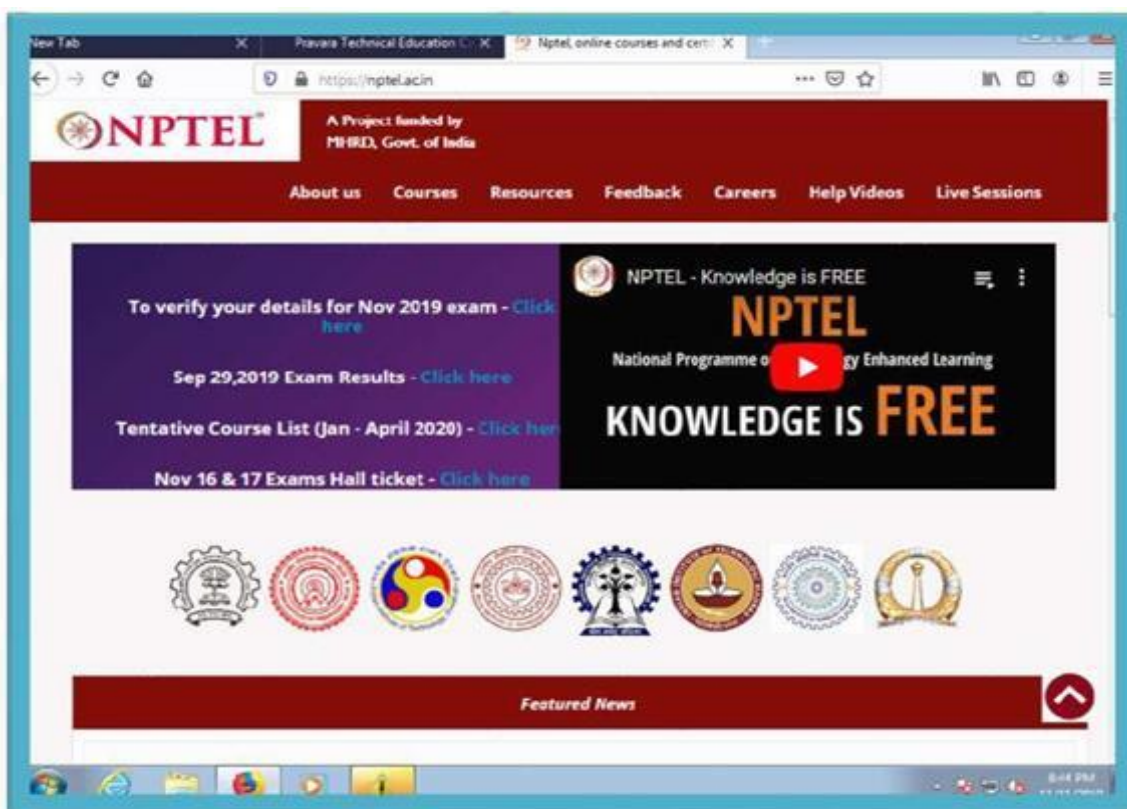 New Tab
Pravara Technical Education C
Nptel, online courses and cert
https://nptel.ac.in
NPTEL
A Project funded by
MHRD, Govt. of India
About us Courses Resources Feedback Careers Help Videos Live Sessions
To verify your details for Nov 2019 exam - Click
here
Sep 29,2019 Exam Results - Click here
Tentative Course List (Jan - April 2020) - Click her
Nov 16 & 17 Exams Hall ticket - Click here
NPTEL - Knowledge is FREE
NPTEL
National Programme o gy Enhanced Learning
KNOWLEDGE IS FREE
Featured News
8:44 PM